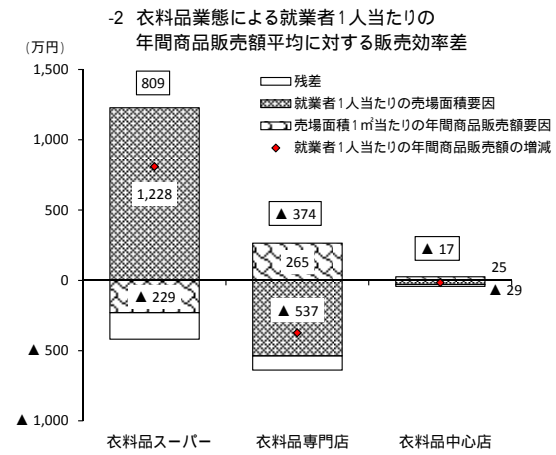 -2 衣料品業態による就業者1人当たりの
年間商品販売額平均に対する販売効率差
(万円)
1,500
1,000
500
0
▲ 500
▲ 1,000
残差
就業者1人当たりの売場面積要因
売場面積1㎡当たりの年間商品販売額要因
就業者1人当たりの年間商品販売額の増減
809
1,228
▲ 229
▲ 374
265
▲ 537
▲ 17
25
▲ 29
衣料品スーパー 衣料品専門店 衣料品中心店